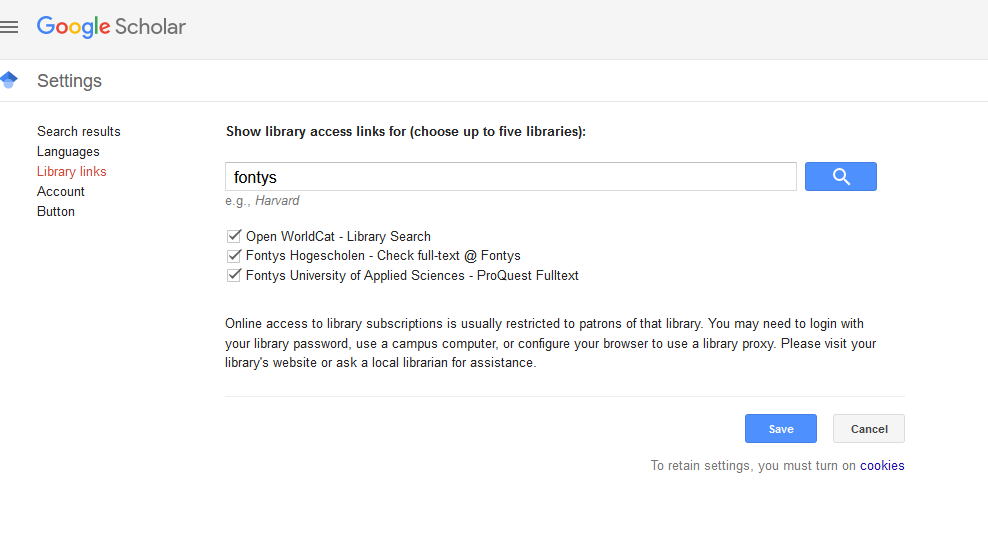 Google Scholar
Settings
Search results
Languages
Library links
Account
Button
Show library access links for (choose up to five libraries):
fontys
e.g., Harvard
Open WorldCat - Library Search
Fontys Hogescholen - Check full-text @ Fontys
Fontys University of Applied Sciences - ProQuest Fulltext
Online access to library subscriptions is usually restricted to patrons of that library. You may need to login with
your library password, use a campus computer, or configure your browser to use a library proxy. Please visit your
library's website or ask a local librarian for assistance.
Save Cancel
To retain settings, you must turn on cookies